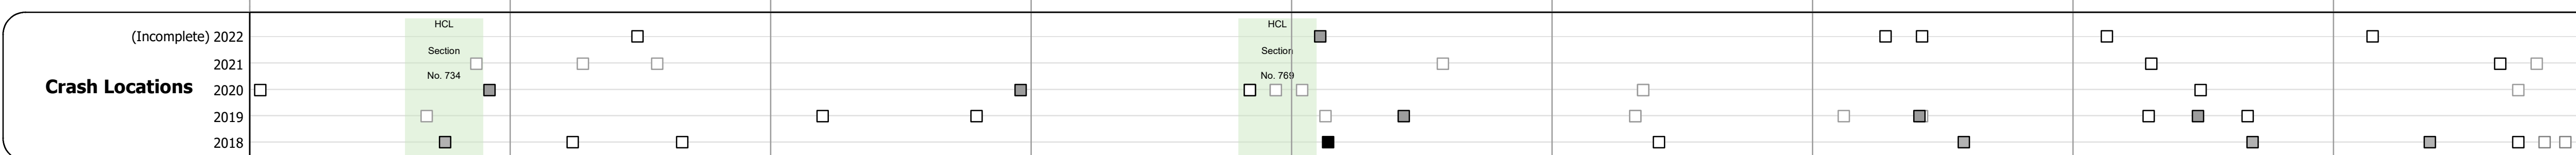 HCL
HCL
(Incomplete) 2022
Section
Section
2021
No. 734
No. 769
Crash Locations
2020
2019
2018